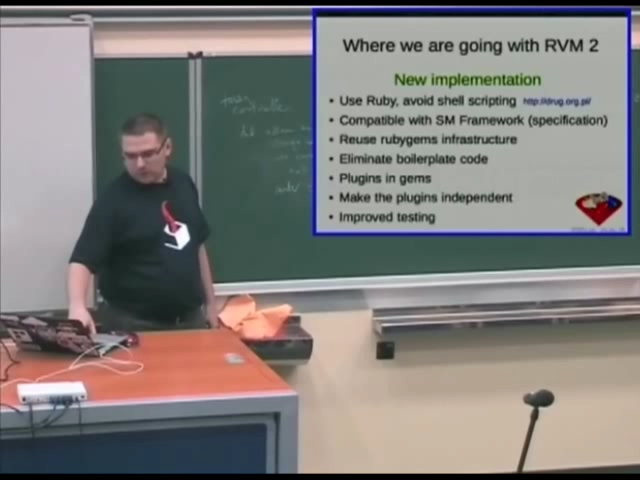 Where we are going with RVM 2
New implementation
• Use Ruby, avoid shell scripting http://drug.org.pl/
• Compatible with SM Framework (specification)
• Reuse rubygems infrastructure
• Eliminate boilerplate code
• Plugins in gems
• Make the plugins independent
• Improved testing